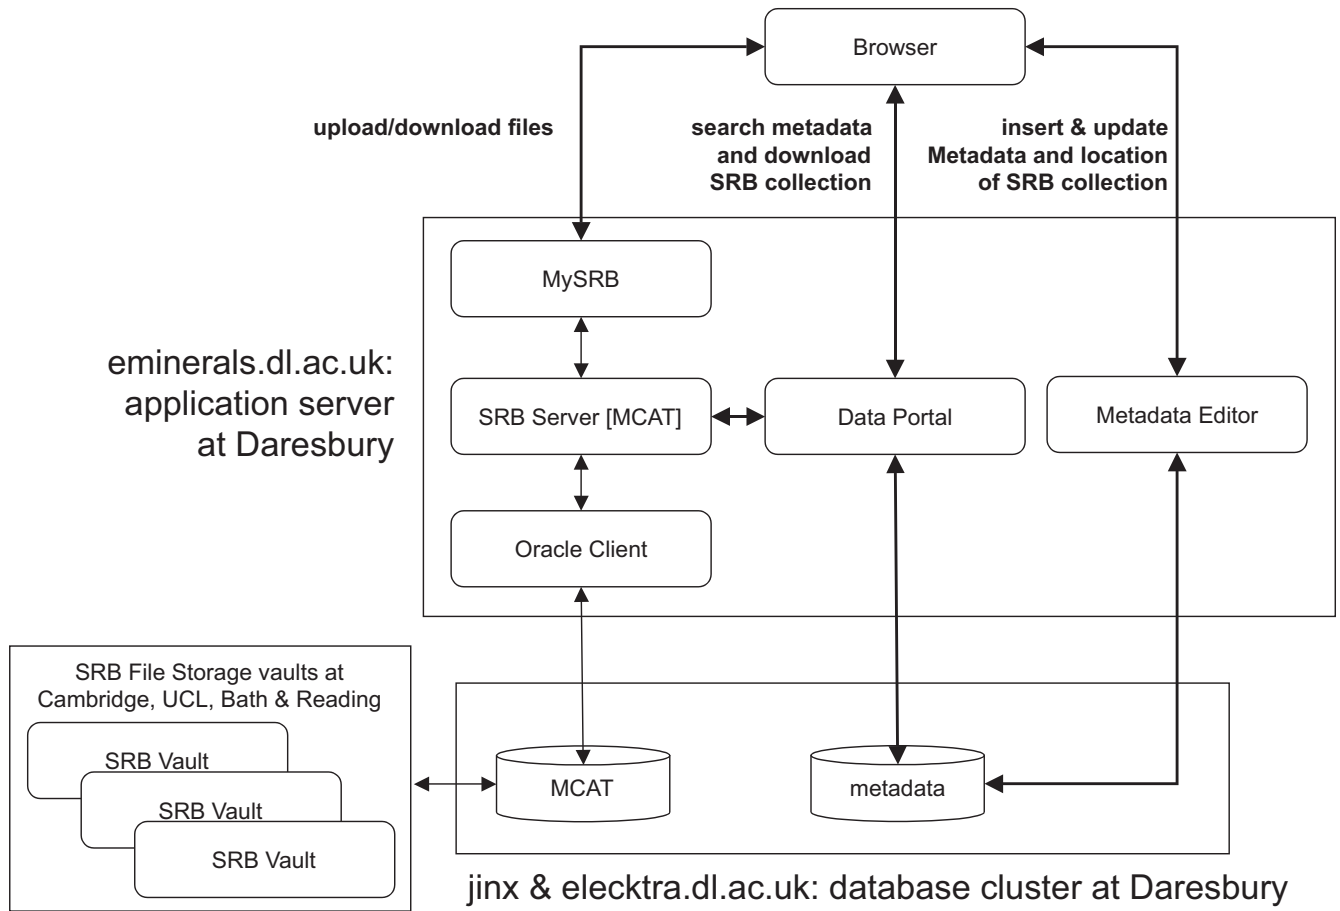 Browser
upload/download files
search metadata
and download
SRB collection
insert & update
Metadata and location
of SRB collection
MySRB
eminerals.dl.ac.uk:
application server
at Daresbury
SRB Server [MCAT]
Data Portal
Metadata Editor
Oracle Client
SRB File Storage vaults at
Cambridge, UCL, Bath & Reading
SRB Vault
SRB Vault
SRB Vault
MCAT
metadata
jinx & elecktra.dl.ac.uk: database cluster at Daresbury